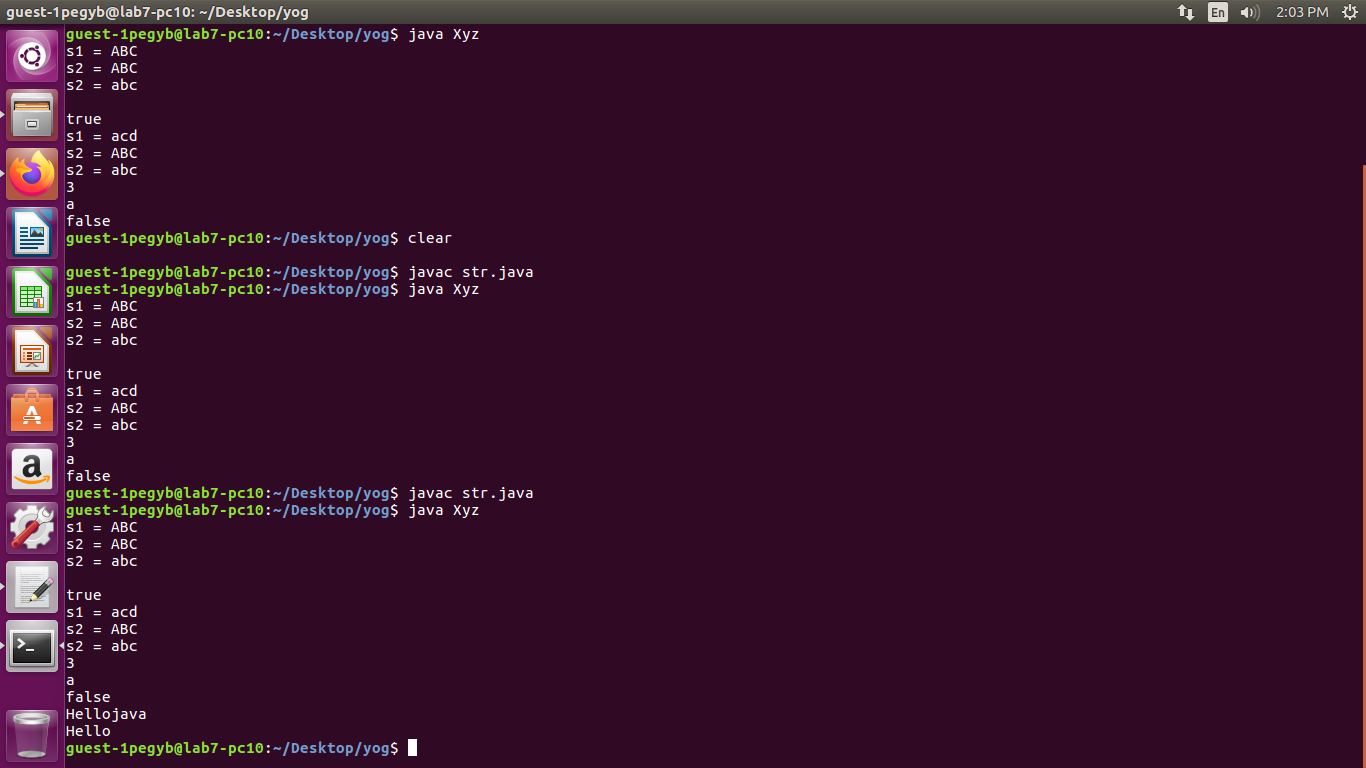 guest-1pegyb@lab7-pc10: ~/Desktop/yog
En
2:03 PM
guest-1pegyb@lab7-pc10:~/Desktop/yog$ java Xyz
s1 = ABC
s2 = ABC
s2 = abc

true
s1 = acd
s2 = ABC
s2 = abc
3
a
false
guest-1pegyb@lab7-pc10:~/Desktop/yog$ clear

guest-1pegyb@lab7-pc10:~/Desktop/yog$ javac str.java
guest-1pegyb@lab7-pc10:~/Desktop/yog$ java Xyz
s1 = ABC
s2 = ABC
s2 = abc

true
s1 = acd
s2 = ABC
s2 = abc
3
a
false
guest-1pegyb@lab7-pc10:~/Desktop/yog$ javac str.java
guest-1pegyb@lab7-pc10:~/Desktop/yog$ java Xyz
s1 = ABC
s2 = ABC
s2 = abc

true
s1 = acd
s2 = ABC
s2 = abc
3
a
false
Hellojava
Hello
guest-1pegyb@lab7-pc10:~/Desktop/yog$